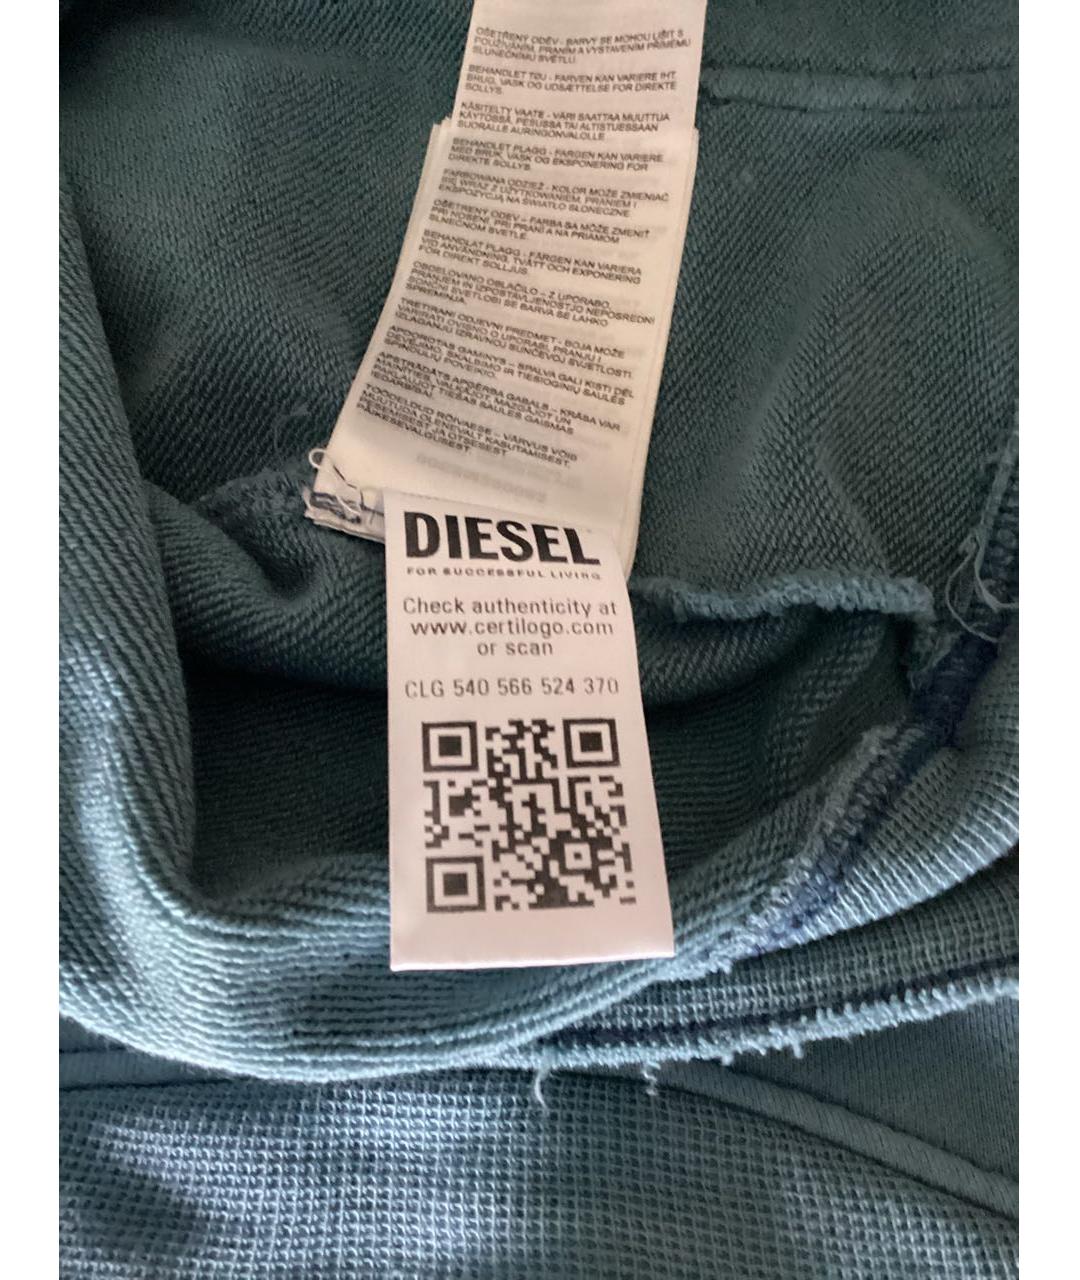 OŠETŘENÝ ODĚV - BARVY SE MOHOU LIŠIT S
POUŽÍVÁNÍM, PRANÍM A VYSTAVENÍM PŘÍMÉMU
SLUNEČNÍMU SVĚTLU.
BEHANDLET TØJ - FARVEN KAN VARIERE IHT.
BRUG, VASK OG UDSÆTTELSE FOR DIREKTE
SOLLYS.
KÄSITELTY VAATE - VÄRI SAATTAA MUUTTUA
KÄYTÖSSÄ, PESUSSA TAI ALTISTUESSAAN
SUORALLE AURINGONVALOLLE
BEHANDLET PLAGG - FARGEN KAN VARIERE
MED BRUK, VASK OG EKSPONERING FOR
DIREKTE SOLLYS.
FARBOWANA ODZIEŻ - KOLOR MOŻE ZMIENIAĆ
SIĘ WRAZ Z UŻYTKOWANIEM, PRANIEM I
EKSPOZYCJĄ NA ŚWIATŁO SŁONECZNE
OŠETRENÝ ODEV – FARBA SA MÔŽE ZMENIŤ
PRI NOSENÍ, PRI PRANÍ A NA PRIAMOM
SLNEČNOM SVETLE.
BEHANDLAT PLAGG - FÄRGEN KAN VARIERA
VID ANVÄNDNING, TVÄTT OCH EXPONERING
FÖR DIREKT SOLLJUS.
OBDELOVANO OBLAČILO – Z UPORABO,
PRANJEM IN IZPOSTAVLJENOSTJO NEPOSREDNI
SONČNI SVETLOBI SE BARVA SE LAHKO
SPREMINJA.
TRETIRANI ODJEVNI PREDMET - BOJA MOŽE
VARIRATI OVISNO O UPORABI, PRANJU I
IZLAGANJU IZRAVNOJ SUNČEVOJ SVJETLOSTI.
APDOROTAS GAMINYS – SPALVA GALI KISTI DĖL
DĖVĖJIMO, SKALBIMO IR TIESIOGINIŲ SAULĖS
SPINDULIŲ POVEIKIO.
APSTRĀDĀTS APĢĒRBA GABALS – KRĀSA VAR
MAINĪTIES, VALKĀJOT, MAZGĀJOT UN
PAKĻAUJOT TIEŠAS SAULES GAISMAS
IEDARBĪBAI.
TÖÖDELDUD RÕIVAESE – VÄRVUS VÕIB
MUUTUDA OLENEVALT KASUTAMISEST,
PESEMISEST JA OTSESEST
PÄIKESEVALGUSEST.
DIESEL
FOR SUCCESSFUL LIVING
Check authenticity at
www.certilogo.com
or scan
CLG 540 566 524 370